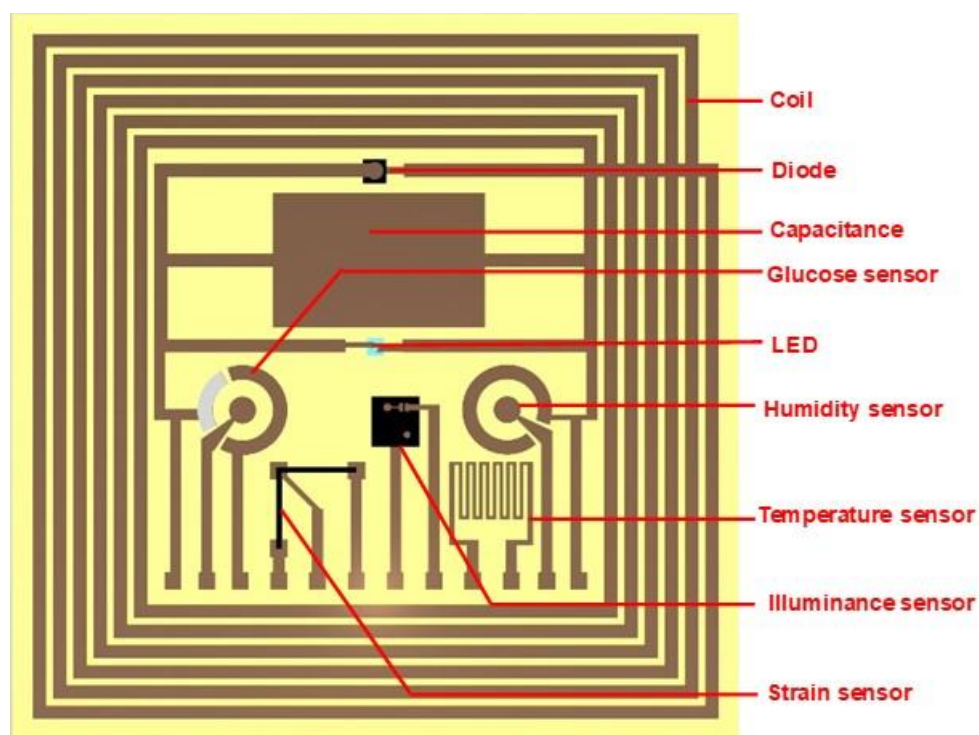 Coil
Diode
Capacitance
Glucose sensor
LED
Humidity sensor
Temperature sensor
Illuminance sensor
Strain sensor